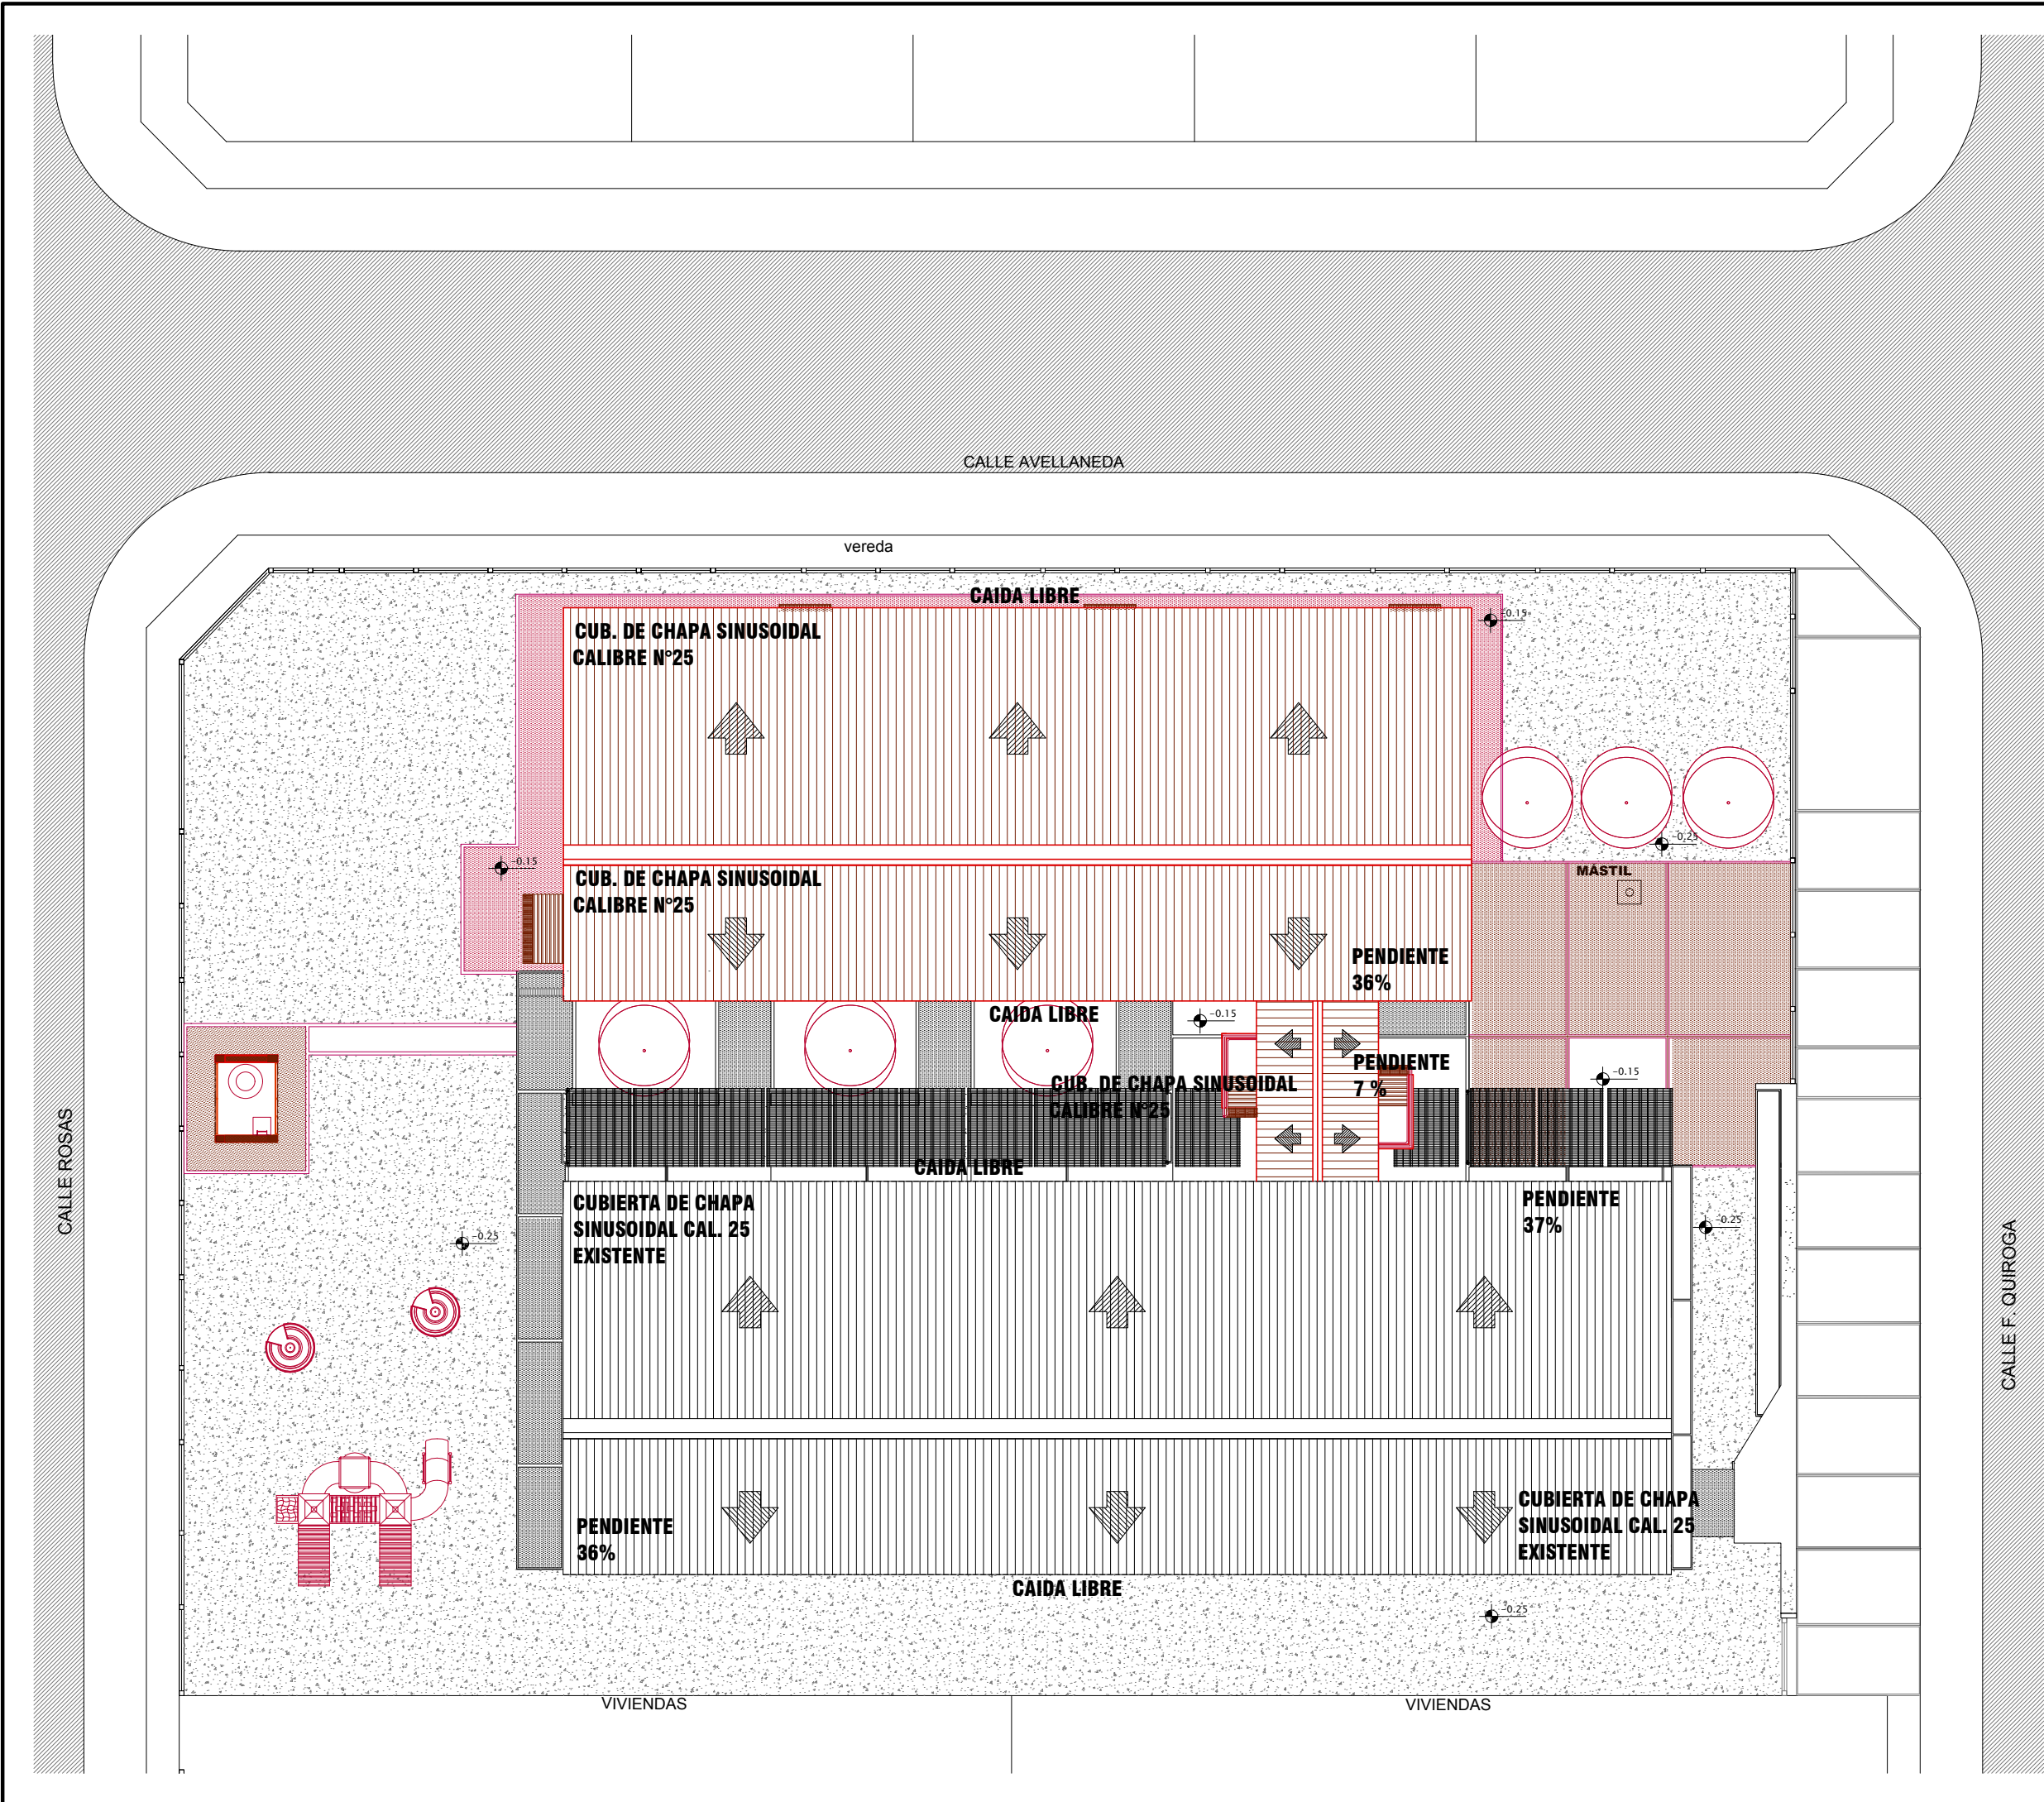 CALLE AVELLANEDA
vereda
CAIDA LIBRE
CUB. DE CHAPA SINUSOIDAL
CALIBRE N°25
-0.15
-0.25
-0.15
CUB. DE CHAPA SINUSOIDAL
CALIBRE N°25
MÁSTIL
PENDIENTE
36%
CAIDA LIBRE
-0.15
PENDIENTE
7 %
-0.15
CUB. DE CHAPA SINUSOIDAL
CALIBRE N°25
CAIDA LIBRE
CALLE ROSAS
CUBIERTA DE CHAPA
SINUSOIDAL CAL. 25
EXISTENTE
PENDIENTE
37%
-0.25
-0.25
CALLE F. QUIROGA
PENDIENTE
36%
CUBIERTA DE CHAPA
SINUSOIDAL CAL. 25
EXISTENTE
CAIDA LIBRE
-0.25
VIVIENDAS
VIVIENDAS